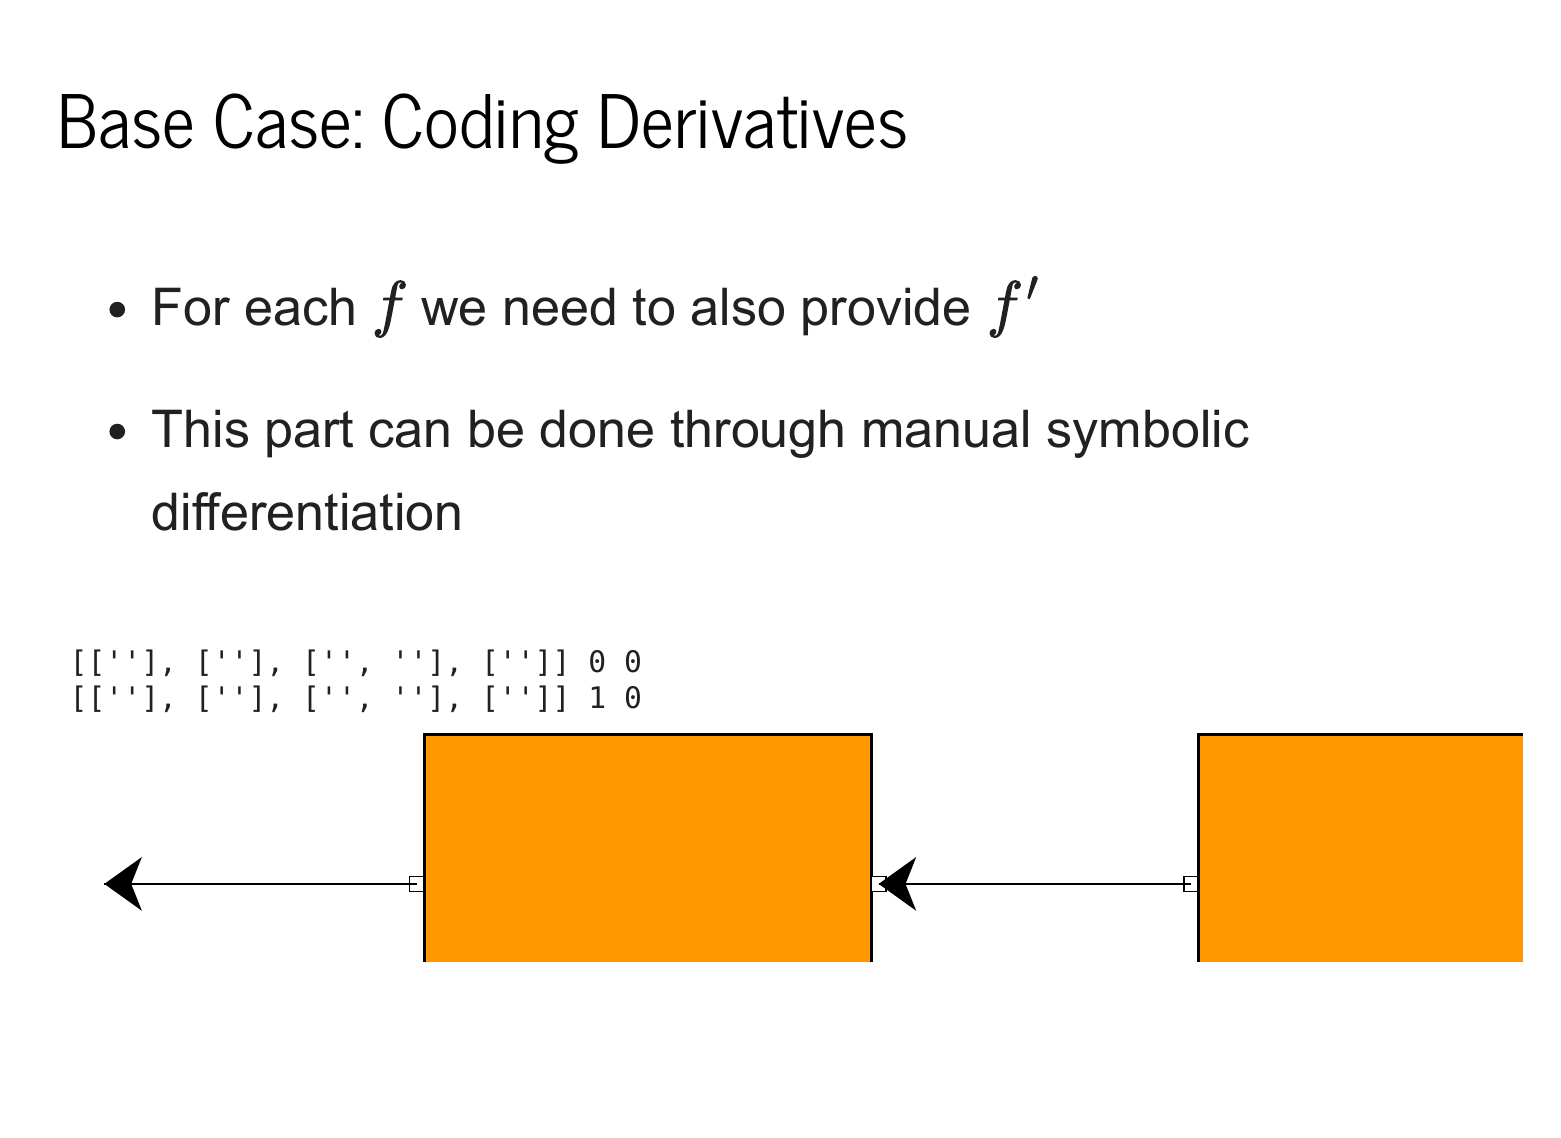 Base Case: Coding Derivatives
• For each f we need to also provide f′
• This part can be done through manual symbolic
differentiation
[[''], [''], ['', ''], ['']] 0 0
[[''], [''], ['', ''], ['']] 1 0